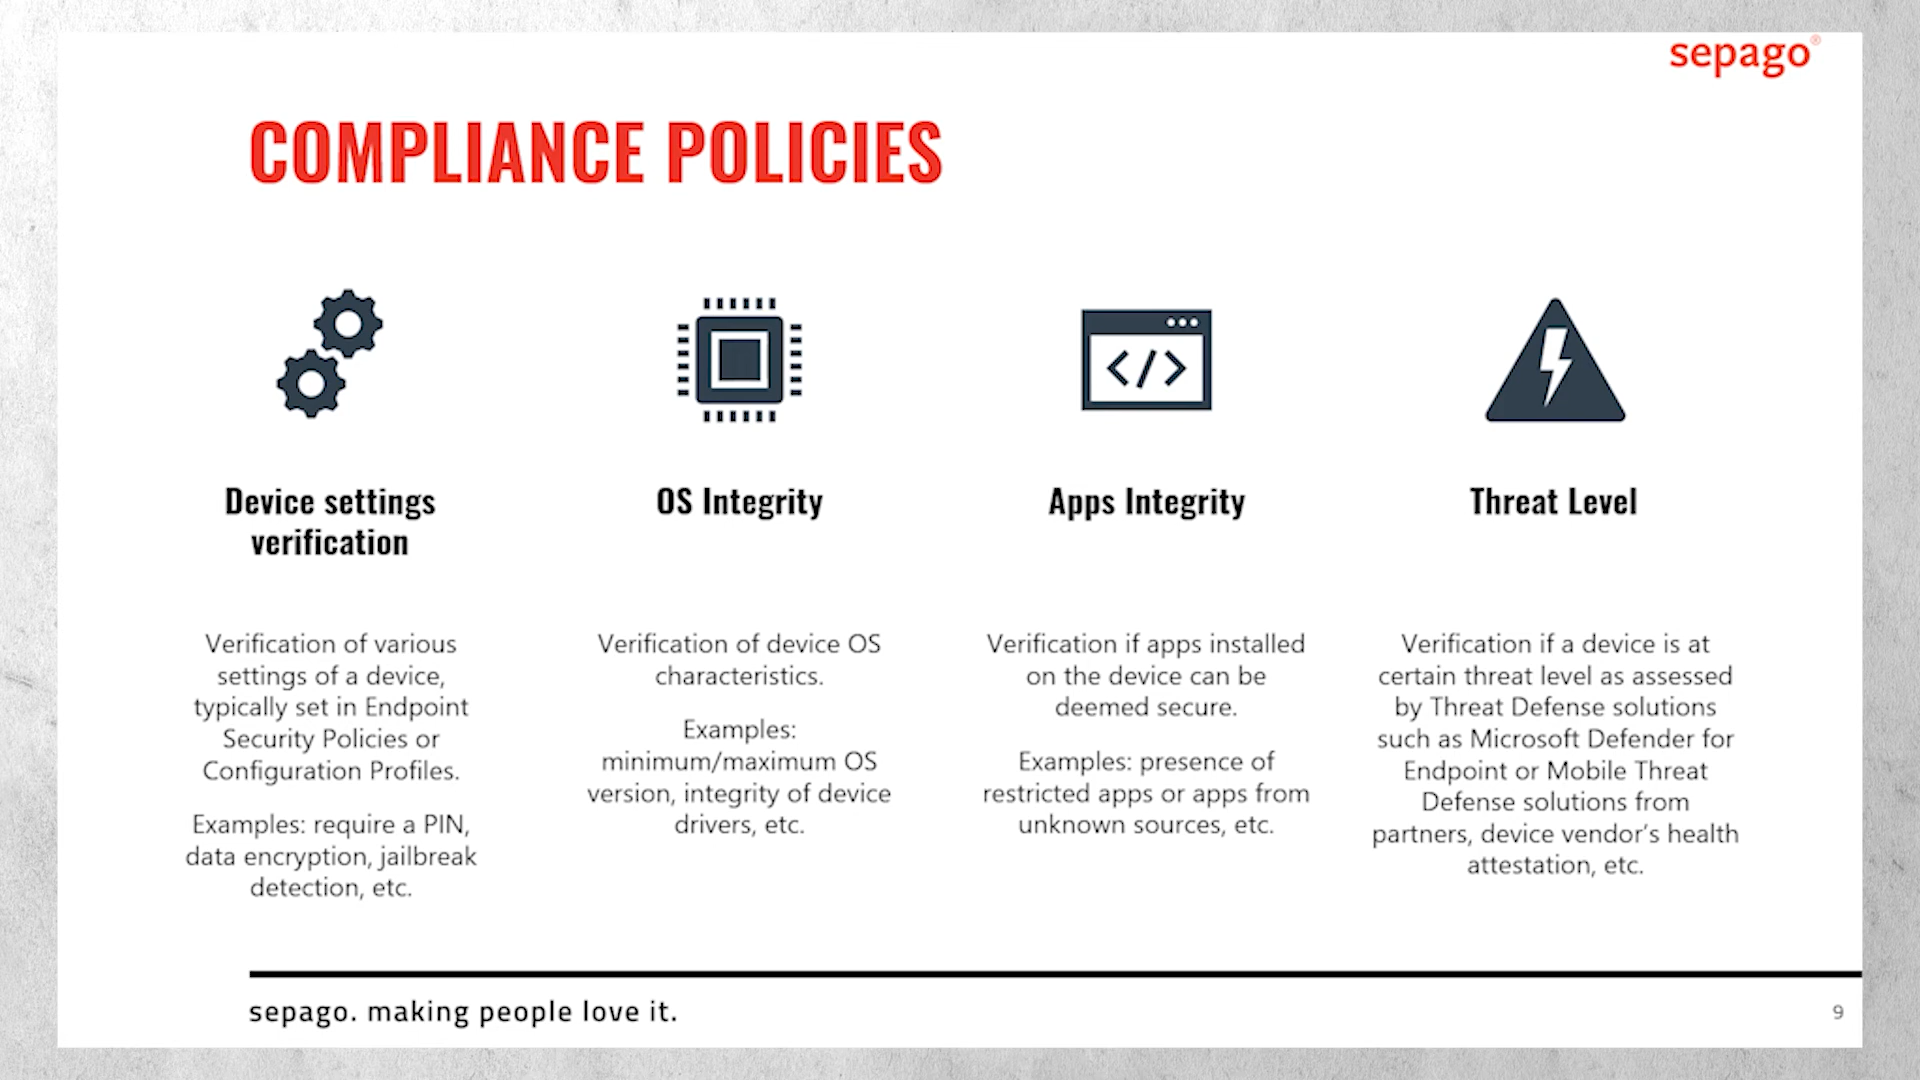 sepago®
COMPLIANCE POLICIES
Device settings
verification
Verification of various
settings of a device,
typically set in Endpoint
Security Policies or
Configuration Profiles.
Examples: require a PIN,
data encryption, jailbreak
detection, etc.
OS Integrity
Verification of device OS
characteristics.
Examples:
minimum/maximum OS
version, integrity of device
drivers, etc.
Apps Integrity
Verification if apps installed
on the device can be
deemed secure.
Examples: presence of
restricted apps or apps from
unknown sources, etc.
Threat Level
Verification if a device is at
certain threat level as assessed
by Threat Defense solutions
such as Microsoft Defender for
Endpoint or Mobile Threat
Defense solutions from
partners, device vendor's health
attestation, etc.
sepago. making people love it.
9